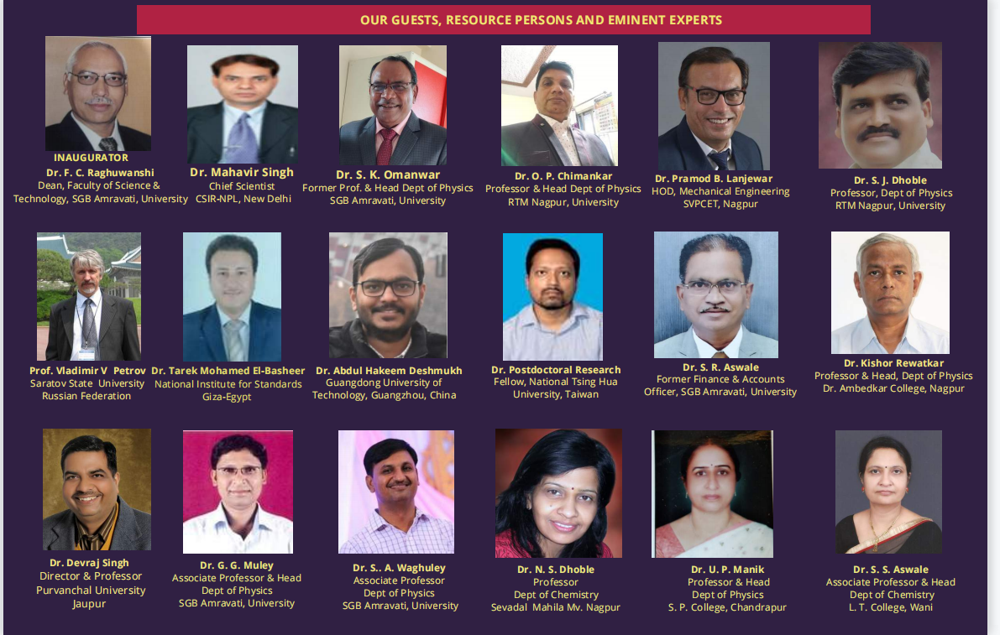 OUR GUESTS, RESOURCE PERSONS AND EMINENT EXPERTS
INAUGURATOR
Dr. F. C. Raghuwanshi
Dean, Faculty of Science &
Technology, SGB Amravati, University
Dr. Mahavir Singh
Chief Scientist
CSIR-NPL, New Delhi
Dr. S. K. Omanwar
Former Prof. & Head Dept of Physics
SGB Amravati, University
Dr. O. P. Chimankar
Professor & Head Dept of Physics
RTM Nagpur, University
Dr. Pramod B. Lanjewar
HOD, Mechanical Engineering
SVPCET, Nagpur
Dr. S. J. Dhoble
Professor, Dept of Physics
RTM Nagpur, University
Prof. Vladimir V Petrov
Saratov State University
Russian Federation
Dr. Tarek Mohamed El-Basheer
National Institute for Standards
Giza-Egypt
Dr. Abdul Hakeem Deshmukh
Guangdong University of
Technology, Guangzhou, China
Dr. Postdoctoral Research
Fellow, National Tsing Hua
University, Taiwan
Dr. S. R. Aswale
Former Finance & Accounts
Officer, SGB Amravati, University
Dr. Kishor Rewatkar
Professor & Head, Dept of Physics
Dr. Ambedkar College, Nagpur
Dr. Devraj Singh
Director & Professor
Purvanchal University
Jaupur
Dr. G. G. Muley
Associate Professor & Head
Dept of Physics
SGB Amravati, University
Dr. S.. A. Waghuley
Associate Professor
Dept of Physics
SGB Amravati, University
Dr. N. S. Dhoble
Professor
Dept of Chemistry
Sevadal Mahila Mv. Nagpur
Dr. U. P. Manik
Professor & Head
Dept of Physics
S. P. College, Chandrapur
Dr. S. S. Aswale
Associate Professor & Head
Dept of Chemistry
L. T. College, Wani